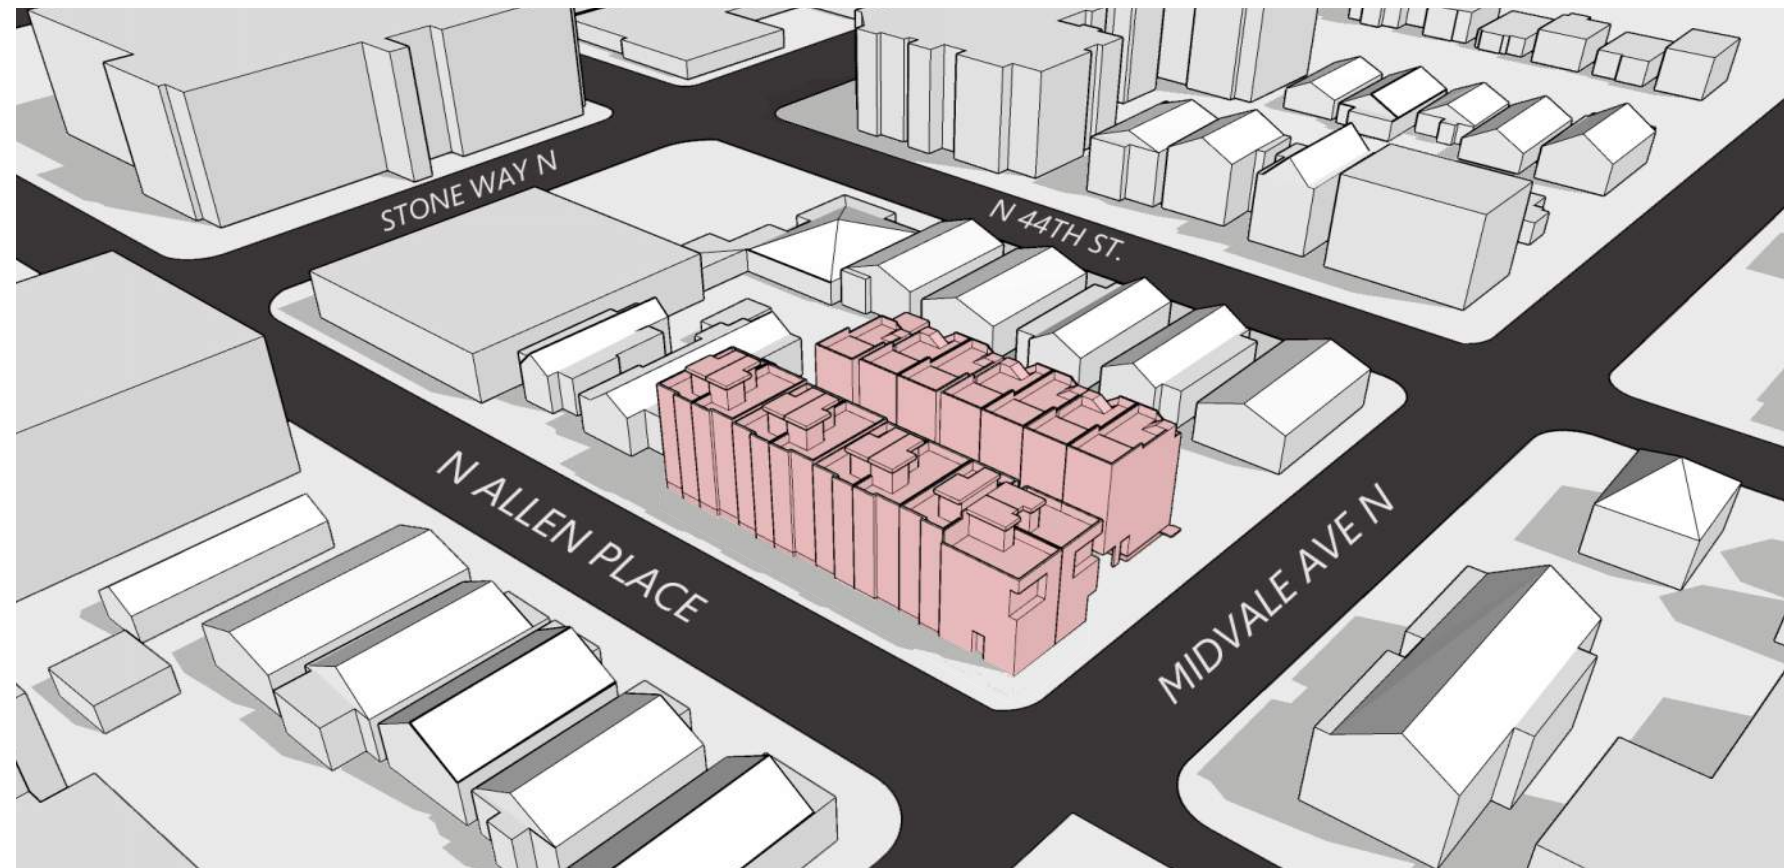 STONE WAY N
N 44TH ST.
N ALLEN PLACE
MIDVALE AVE N